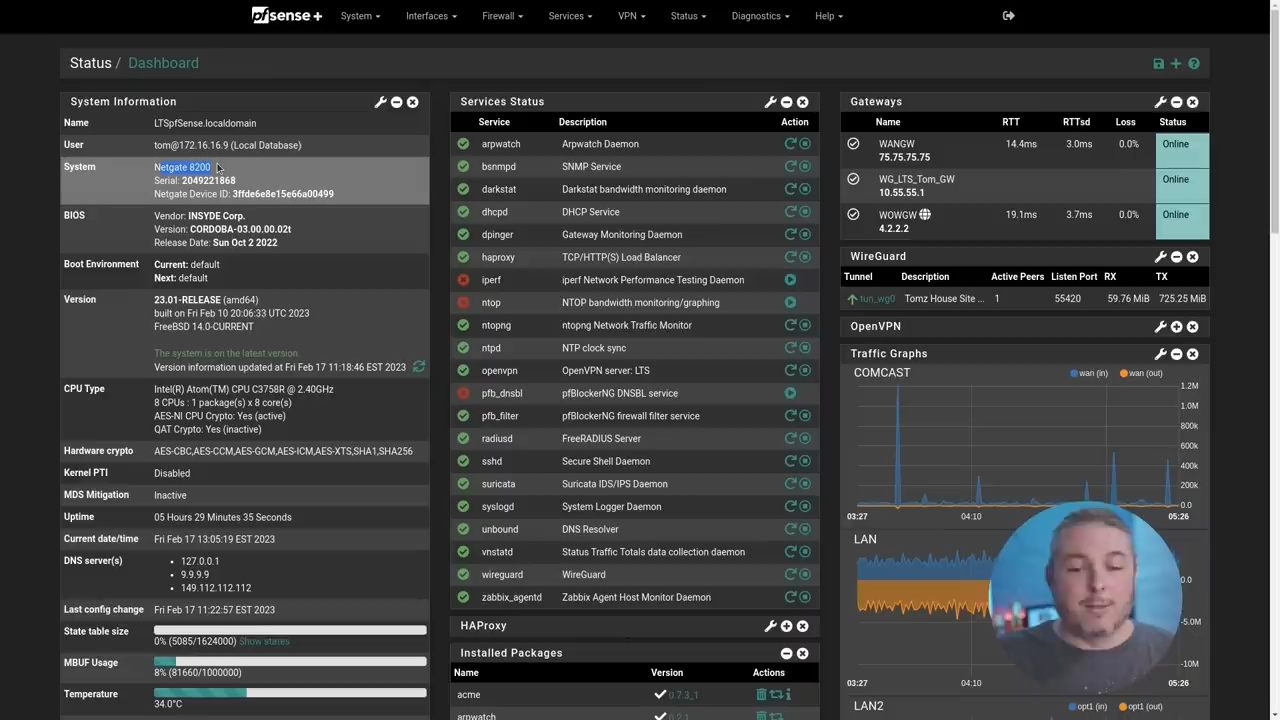 pfsense +
System
Interfaces
Firewall
Services
VPN
Status
Diagnostics
Help
Status / Dashboard
System Information
Name LTSpfSense.localdomain
User tom@172.16.16.9 (Local Database)
System Netgate 8200
Serial: 2049221868
Netgate Device ID: 3ffde6e8e15e66a00499
BIOS Vendor: INSYDE Corp.
Version: CORDOBA-03.00.00.02t
Release Date: Sun Oct 2 2022
Boot Environment Current: default
Next: default
Version 23.01-RELEASE (amd64)
built on Fri Feb 10 20:06:33 UTC 2023
FreeBSD 14.0-CURRENT
The system is on the latest version.
Version information updated at Fri Feb 17 11:18:46 EST 2023
CPU Type Intel(R) Atom(TM) CPU C3758R @ 2.40GHz
8 CPUs : 1 package(s) x 8 core(s)
AES-NI CPU Crypto: Yes (active)
QAT Crypto: Yes (inactive)
Hardware crypto AES-CBC,AES-CCM,AES-GCM,AES-ICM,AES-XTS,SHA1,SHA256
Kernel PTI Disabled
MDS Mitigation Inactive
Uptime 05 Hours 29 Minutes 35 Seconds
Current date/time Fri Feb 17 13:05:19 EST 2023
DNS server(s) • 127.0.0.1
• 9.9.9.9
• 149.112.112.112
Last config change Fri Feb 17 11:22:57 EST 2023
State table size
0% (5085/1624000) Show states
MBUF Usage
8% (81660/1000000)
Temperature
34.0°C
Services Status
Service Description Action
arpwatch Arpwatch Daemon
bsnmpd SNMP Service
darkstat Darkstat bandwidth monitoring daemon
dhcpd DHCP Service
dpinger Gateway Monitoring Daemon
haproxy TCP/HTTP(S) Load Balancer
iperf iperf Network Performance Testing Daemon
ntop NTOP bandwidth monitoring/graphing
ntopng ntopng Network Traffic Monitor
ntpd NTP clock sync
openvpn OpenVPN server: LTS
pfb_dnsbl pfBlockerNG DNSBL service
pfb_filter pfBlockerNG firewall filter service
radiusd FreeRADIUS Server
sshd Secure Shell Daemon
suricata Suricata IDS/IPS Daemon
syslogd System Logger Daemon
unbound DNS Resolver
vnstatd Status Traffic Totals data collection daemon
wireguard WireGuard
zabbix_agentd Zabbix Agent Host Monitor Daemon
HAProxy
Installed Packages
Name Version Actions
acme 0.7.3_1
arpwatch 0.2.1
Gateways
Name RTT RTTsd Loss Status
WANGW 14.4ms 3.0ms 0.0% Online
75.75.75.75
WG_LTS_Tom_GW Online
10.55.55.1
WOWGW 19.1ms 3.7ms 0.0% Online
4.2.2.2
WireGuard
Tunnel Description Active Peers Listen Port RX TX
tun_wg0 Tomz House Site ... 1 55420 59.76 MiB 725.25 MiB
OpenVPN
Traffic Graphs
COMCAST wan (in) wan (out)
1.2M
1.0M
800k
600k
400k
200k
0.0
03:27 04:10 05:26
LAN
0.0
-5.0M
-10M
03:27 04:10 05:26
LAN2 opt1 (in) opt1 (out)